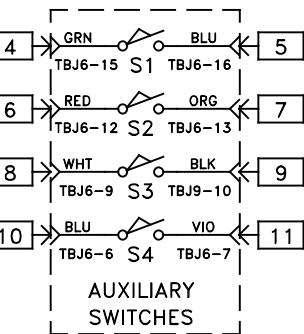 4 GRN BLU 5
TBJ6-15 S1 TBJ6-16
6 RED ORG 7
TBJ6-12 S2 TBJ6-13
8 WHT BLK 9
TBJ6-9 S3 TBJ9-10
10 BLU VIO 11
TBJ6-6 S4 TBJ6-7
AUXILIARY
SWITCHES